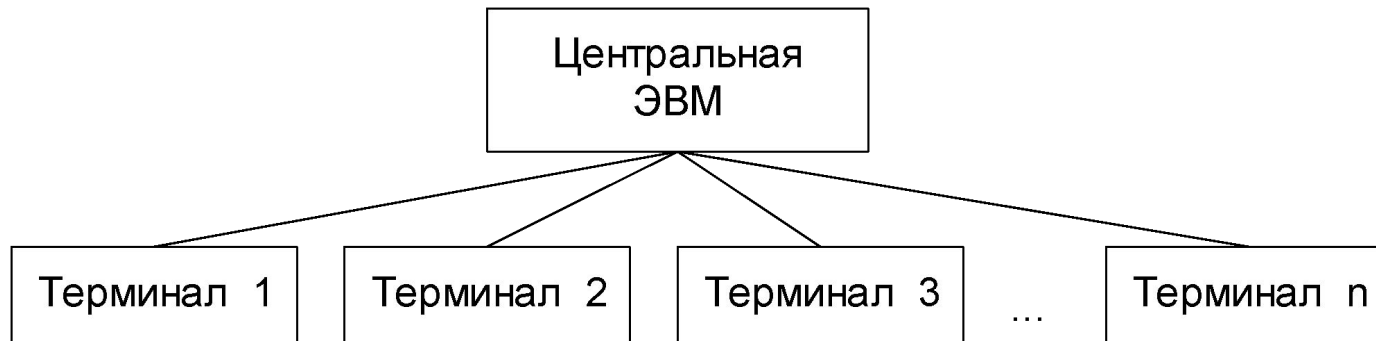 Центральная
ЭВМ
Терминал 1
Терминал 2
Терминал 3
...
Терминал n